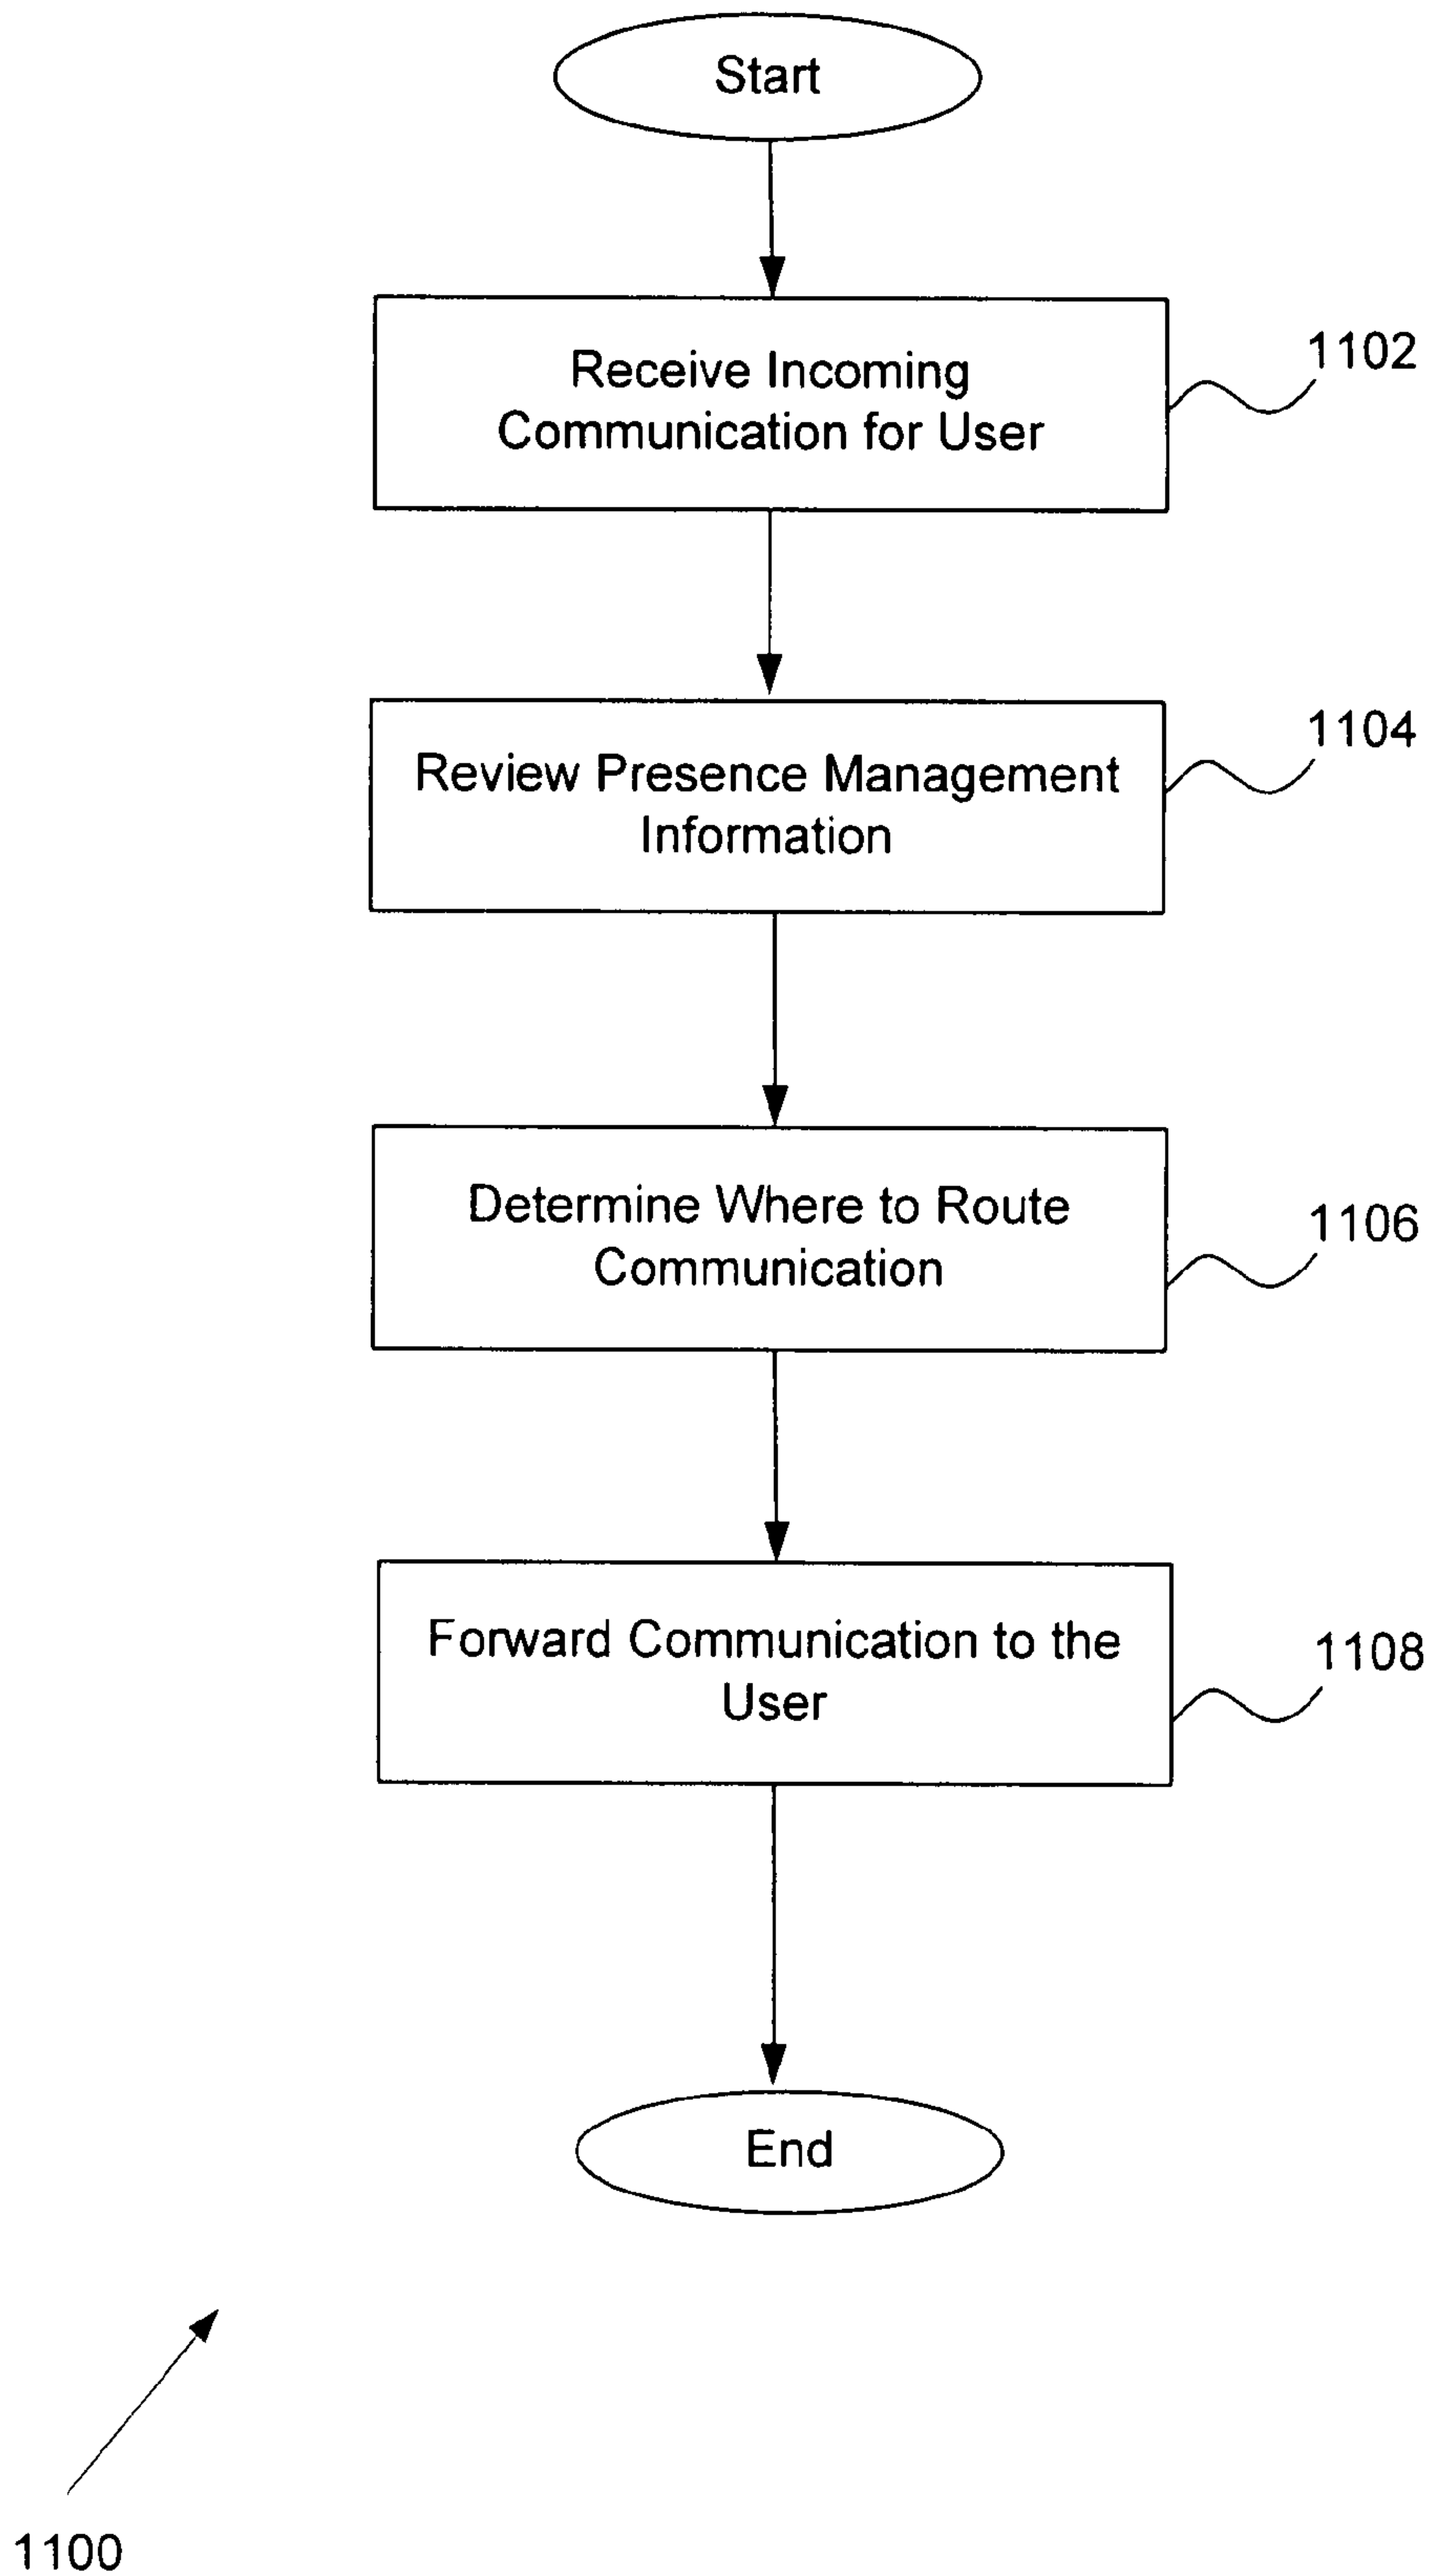 Start
Receive Incoming
Communication for User
1102
Review Presence Management
Information
1104
Determine Where to Route
Communication
1106
Forward Communication to the
User
1108
End
1100